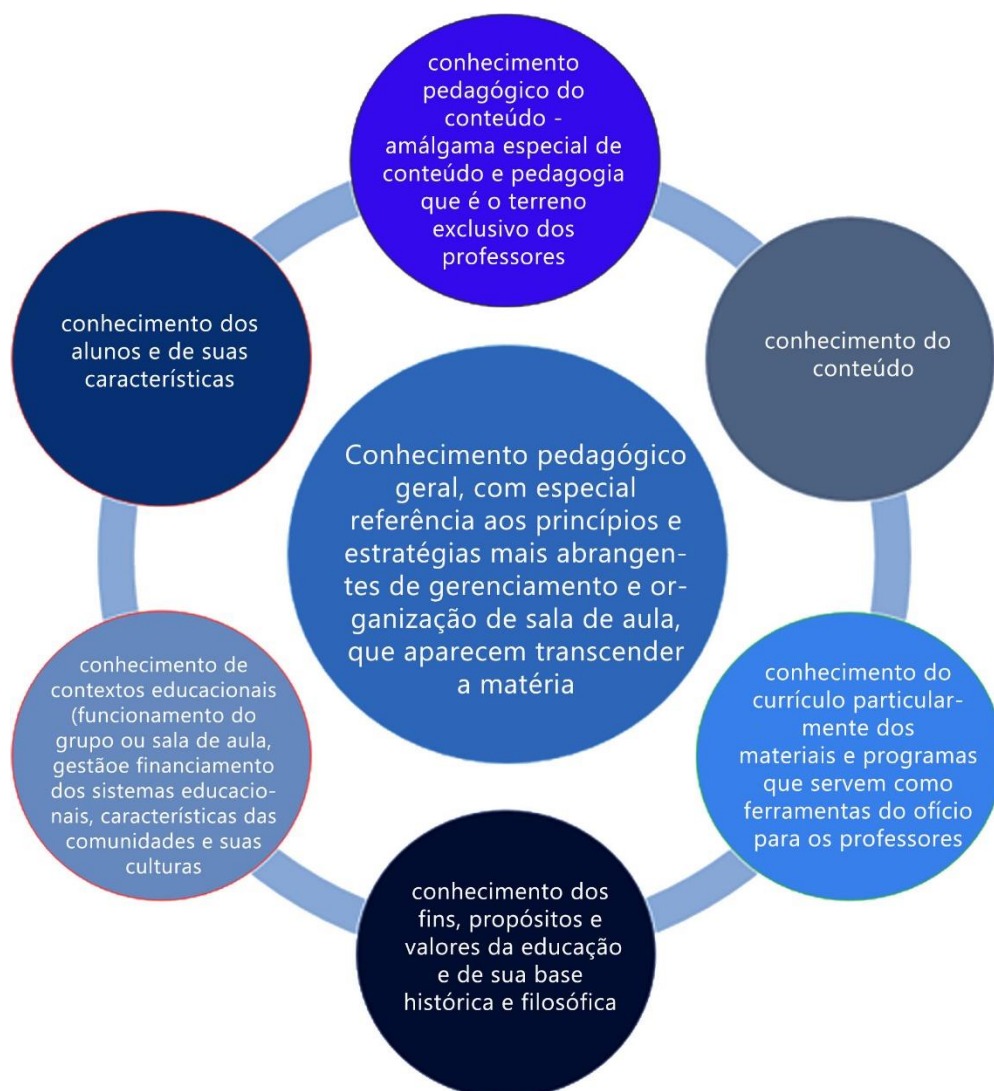 conhecimento
pedagógico do
conteúdo -
amálgama especial de
conteúdo e pedagogia
que é o terreno
exclusivo dos
professores
conhecimento do
conteúdo
conhecimento do
currículo particular-
mente dos
materiais e programas
que servem como
ferramentas do ofício
para os professores
conhecimento dos
fins, propósitos e
valores da educação
e de sua base
histórica e filosófica
conhecimento de
contextos educacionais
(funcionamento do
grupo ou sala de aula,
gestãoe financiamento
dos sistemas educacio-
nais, características das
comunidades e suas
culturas
conhecimento dos
alunos e de suas
características
Conhecimento pedagógico
geral, com especial
referência aos princípios e
estratégias mais abrangen-
tes de gerenciamento e or-
ganização de sala de aula,
que aparecem transcender
a matéria